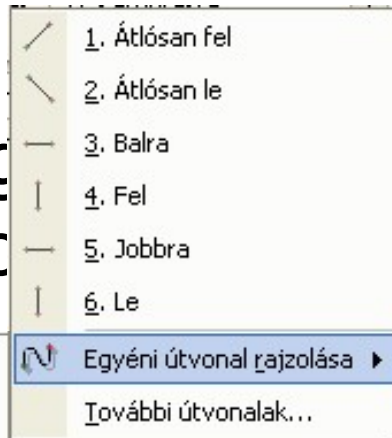 1. Átlósan fel
2. Átlósan le
3. Balra
4. Fel
5. Jobbra
6. Le
Egyéni útvonal rajzolása
További útvonalak...